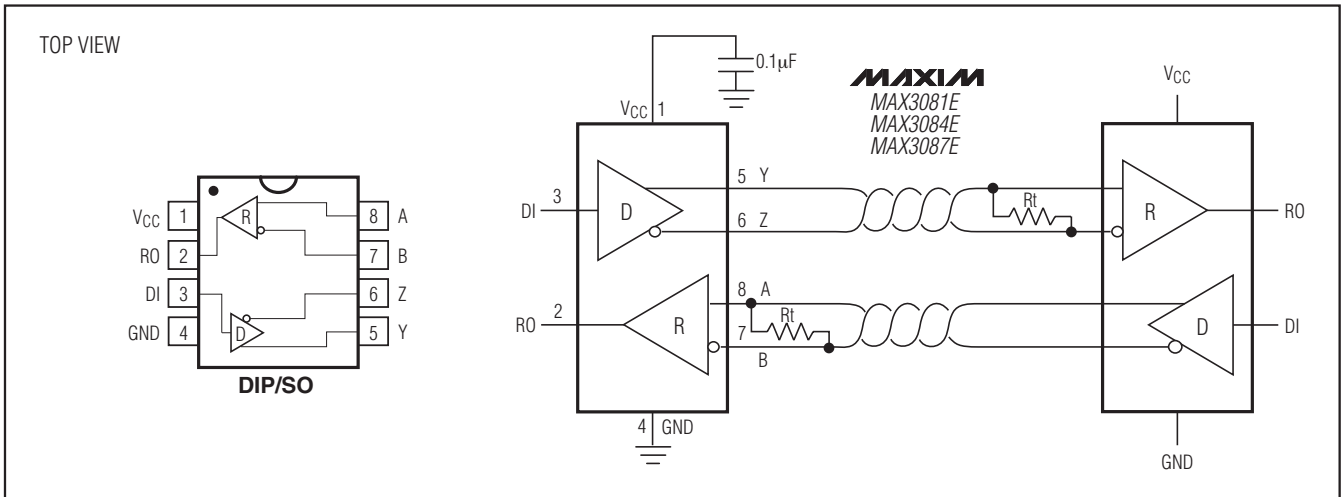 TOP VIEW
VCC 1
RO 2
DI 3
GND 4
8 A
7 B
6 Z
5 Y
R
D
DIP/SO
0.1µF
VCC 1
MAXIM
MAX3081E
MAX3084E
MAX3087E
VCC
DI 3
D
5 Y
6 Z
Rt
R
RO
RO 2
R
8 A
7
B
Rt
D
DI
4 GND
GND